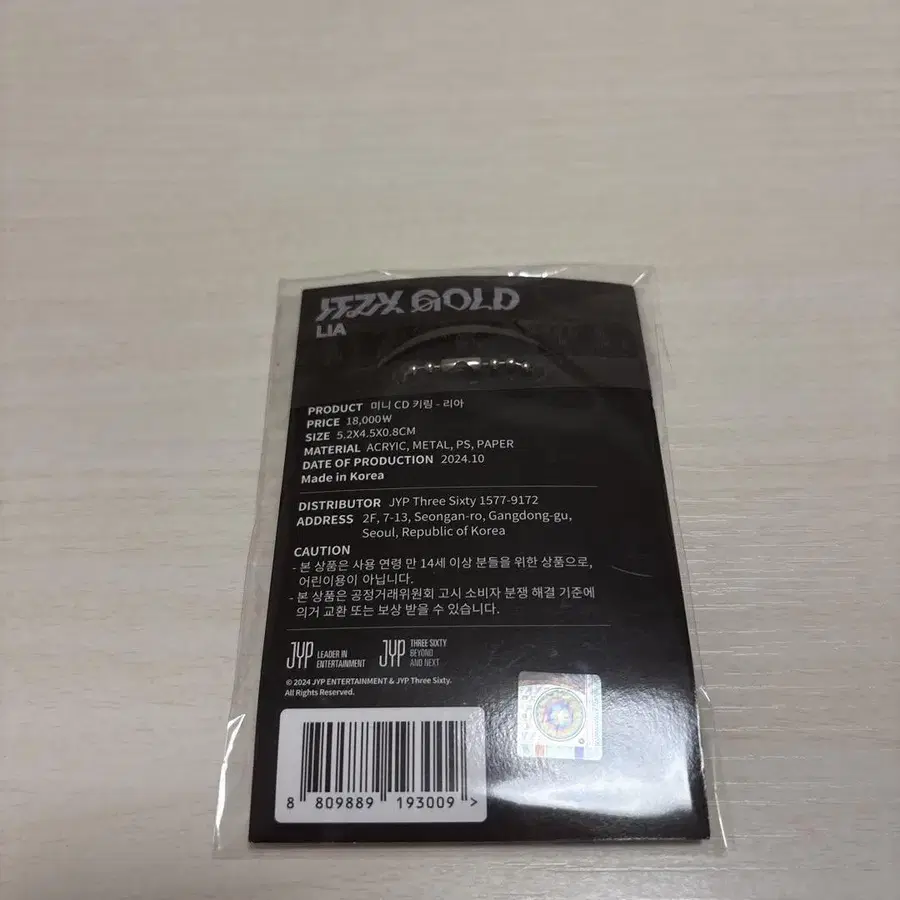 ITZY GOLD
LIA
PRODUCT 미니 CD 키링 - 리아
PRICE 18,000₩
SIZE 5.2X4.5X0.8CM
MATERIAL ACRYIC, METAL, PS, PAPER
DATE OF PRODUCTION 2024.10
Made in Korea
DISTRIBUTOR JYP Three Sixty 1577-9172
ADDRESS 2F, 7-13, Seongan-ro, Gangdong-gu,
Seoul, Republic of Korea
CAUTION
- 본 상품은 사용 연령 만 14세 이상 분들을 위한 상품으로,
어린이용이 아닙니다.
- 본 상품은 공정거래위원회 고시 소비자 분쟁 해결 기준에
의거 교환 또는 보상 받을 수 있습니다.
JYP LEADER IN
ENTERTAINMENT
JYP THREE SIXTY
BEYOND
AND NEXT
© 2024 JYP ENTERTAINMENT & JYP Three Sixty.
All Rights Reserved.
8 809889 193009 >